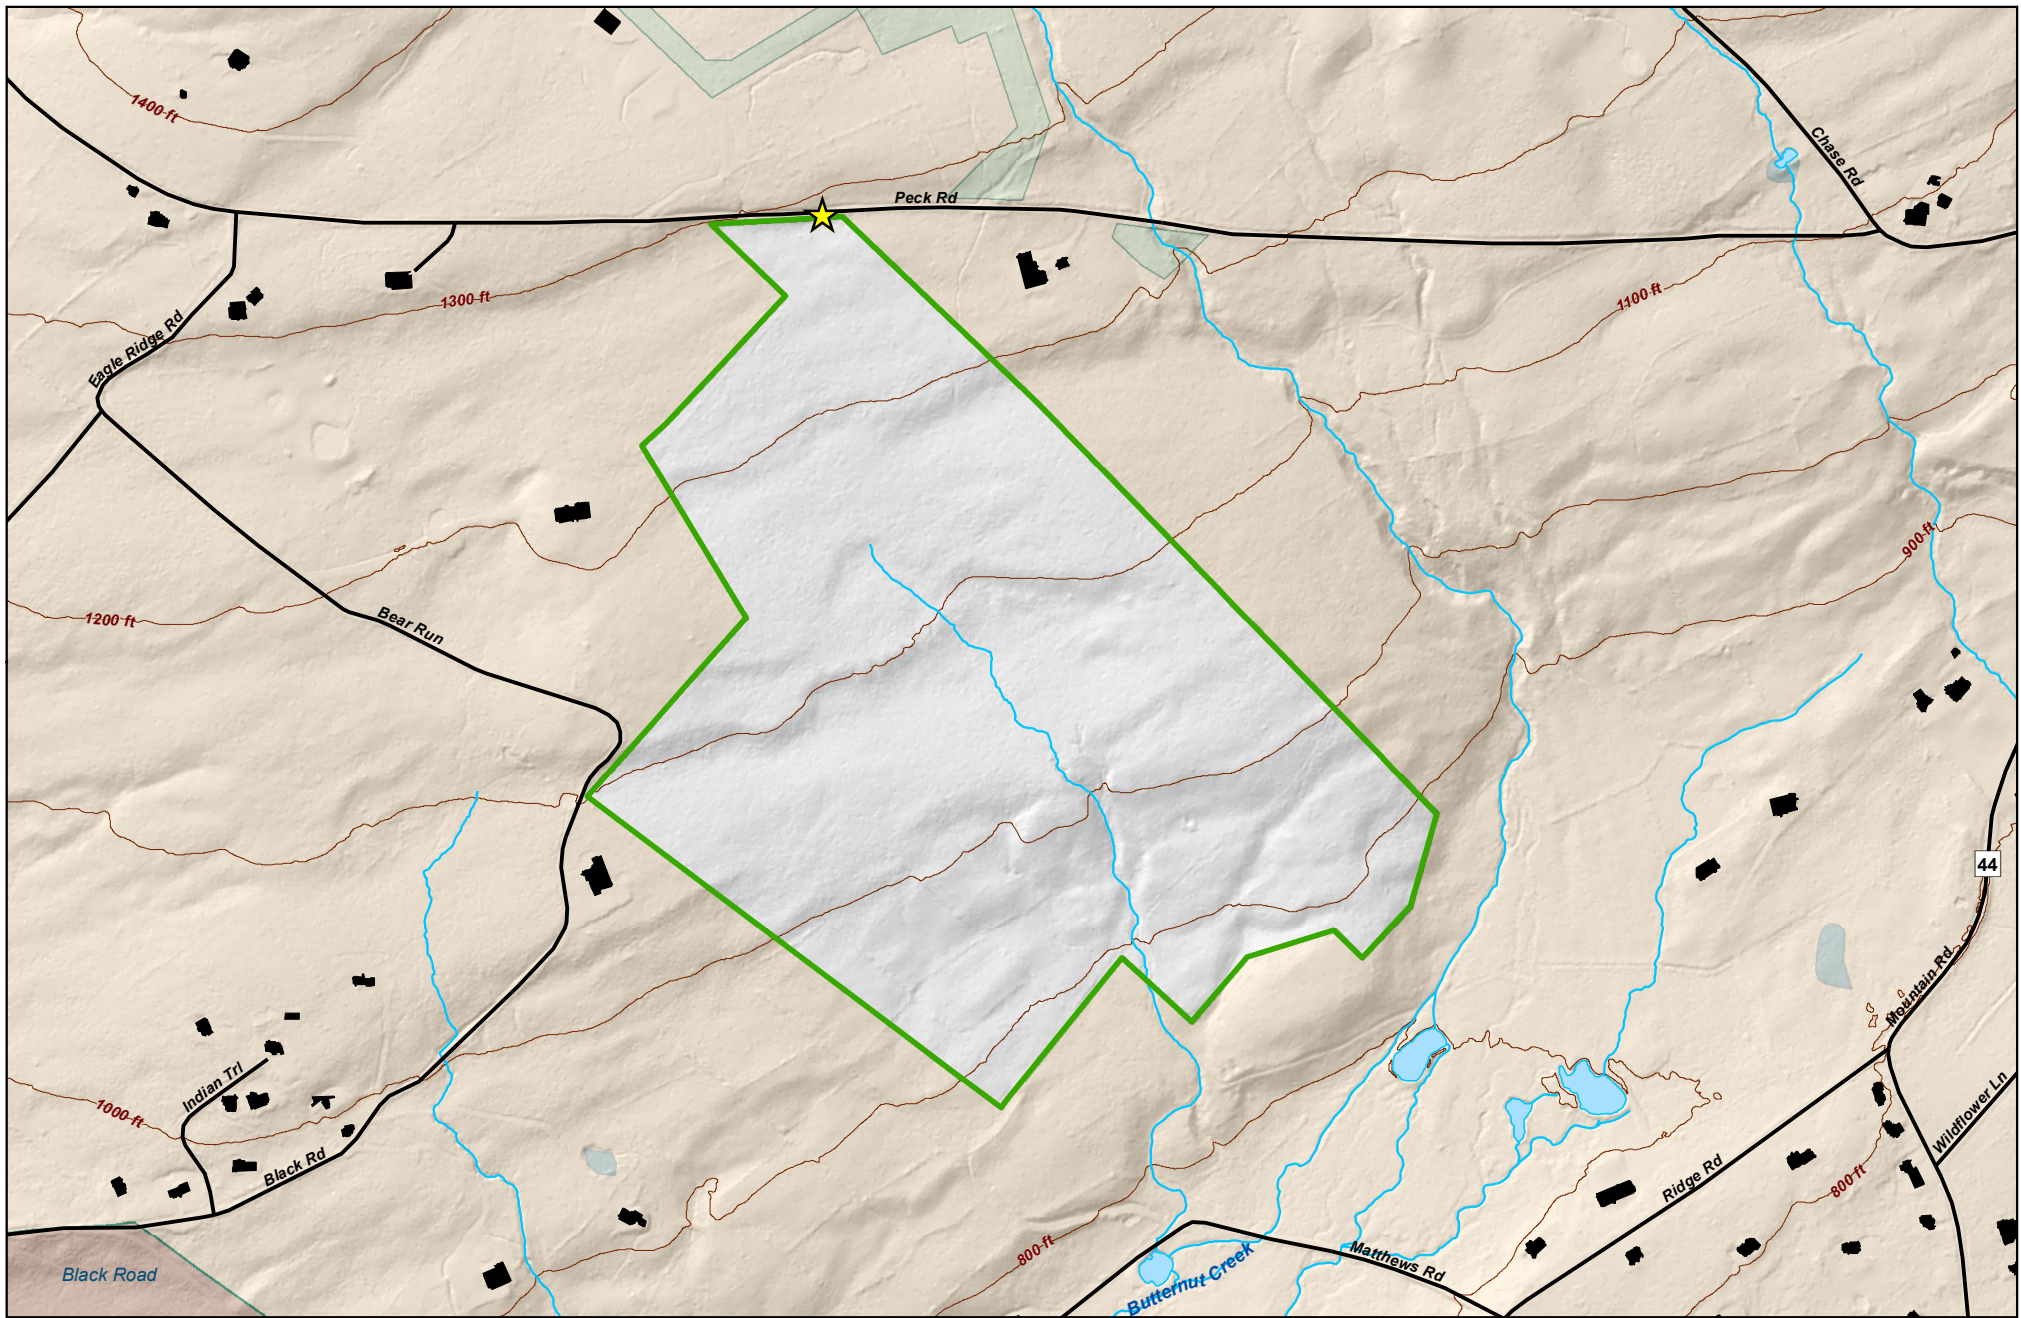 1400 ft
Chase Rd
Peck Rd
1300 ft
1100 ft
Eagle Ridge Rd
900 ft
1200 ft
Bear Run
44
Mountain Rd
Indian Trl
1000 ft
Wildflower Ln
Black Rd
Ridge Rd
800 ft
800 ft
Matthews Rd
Black Road
Butternut Creek